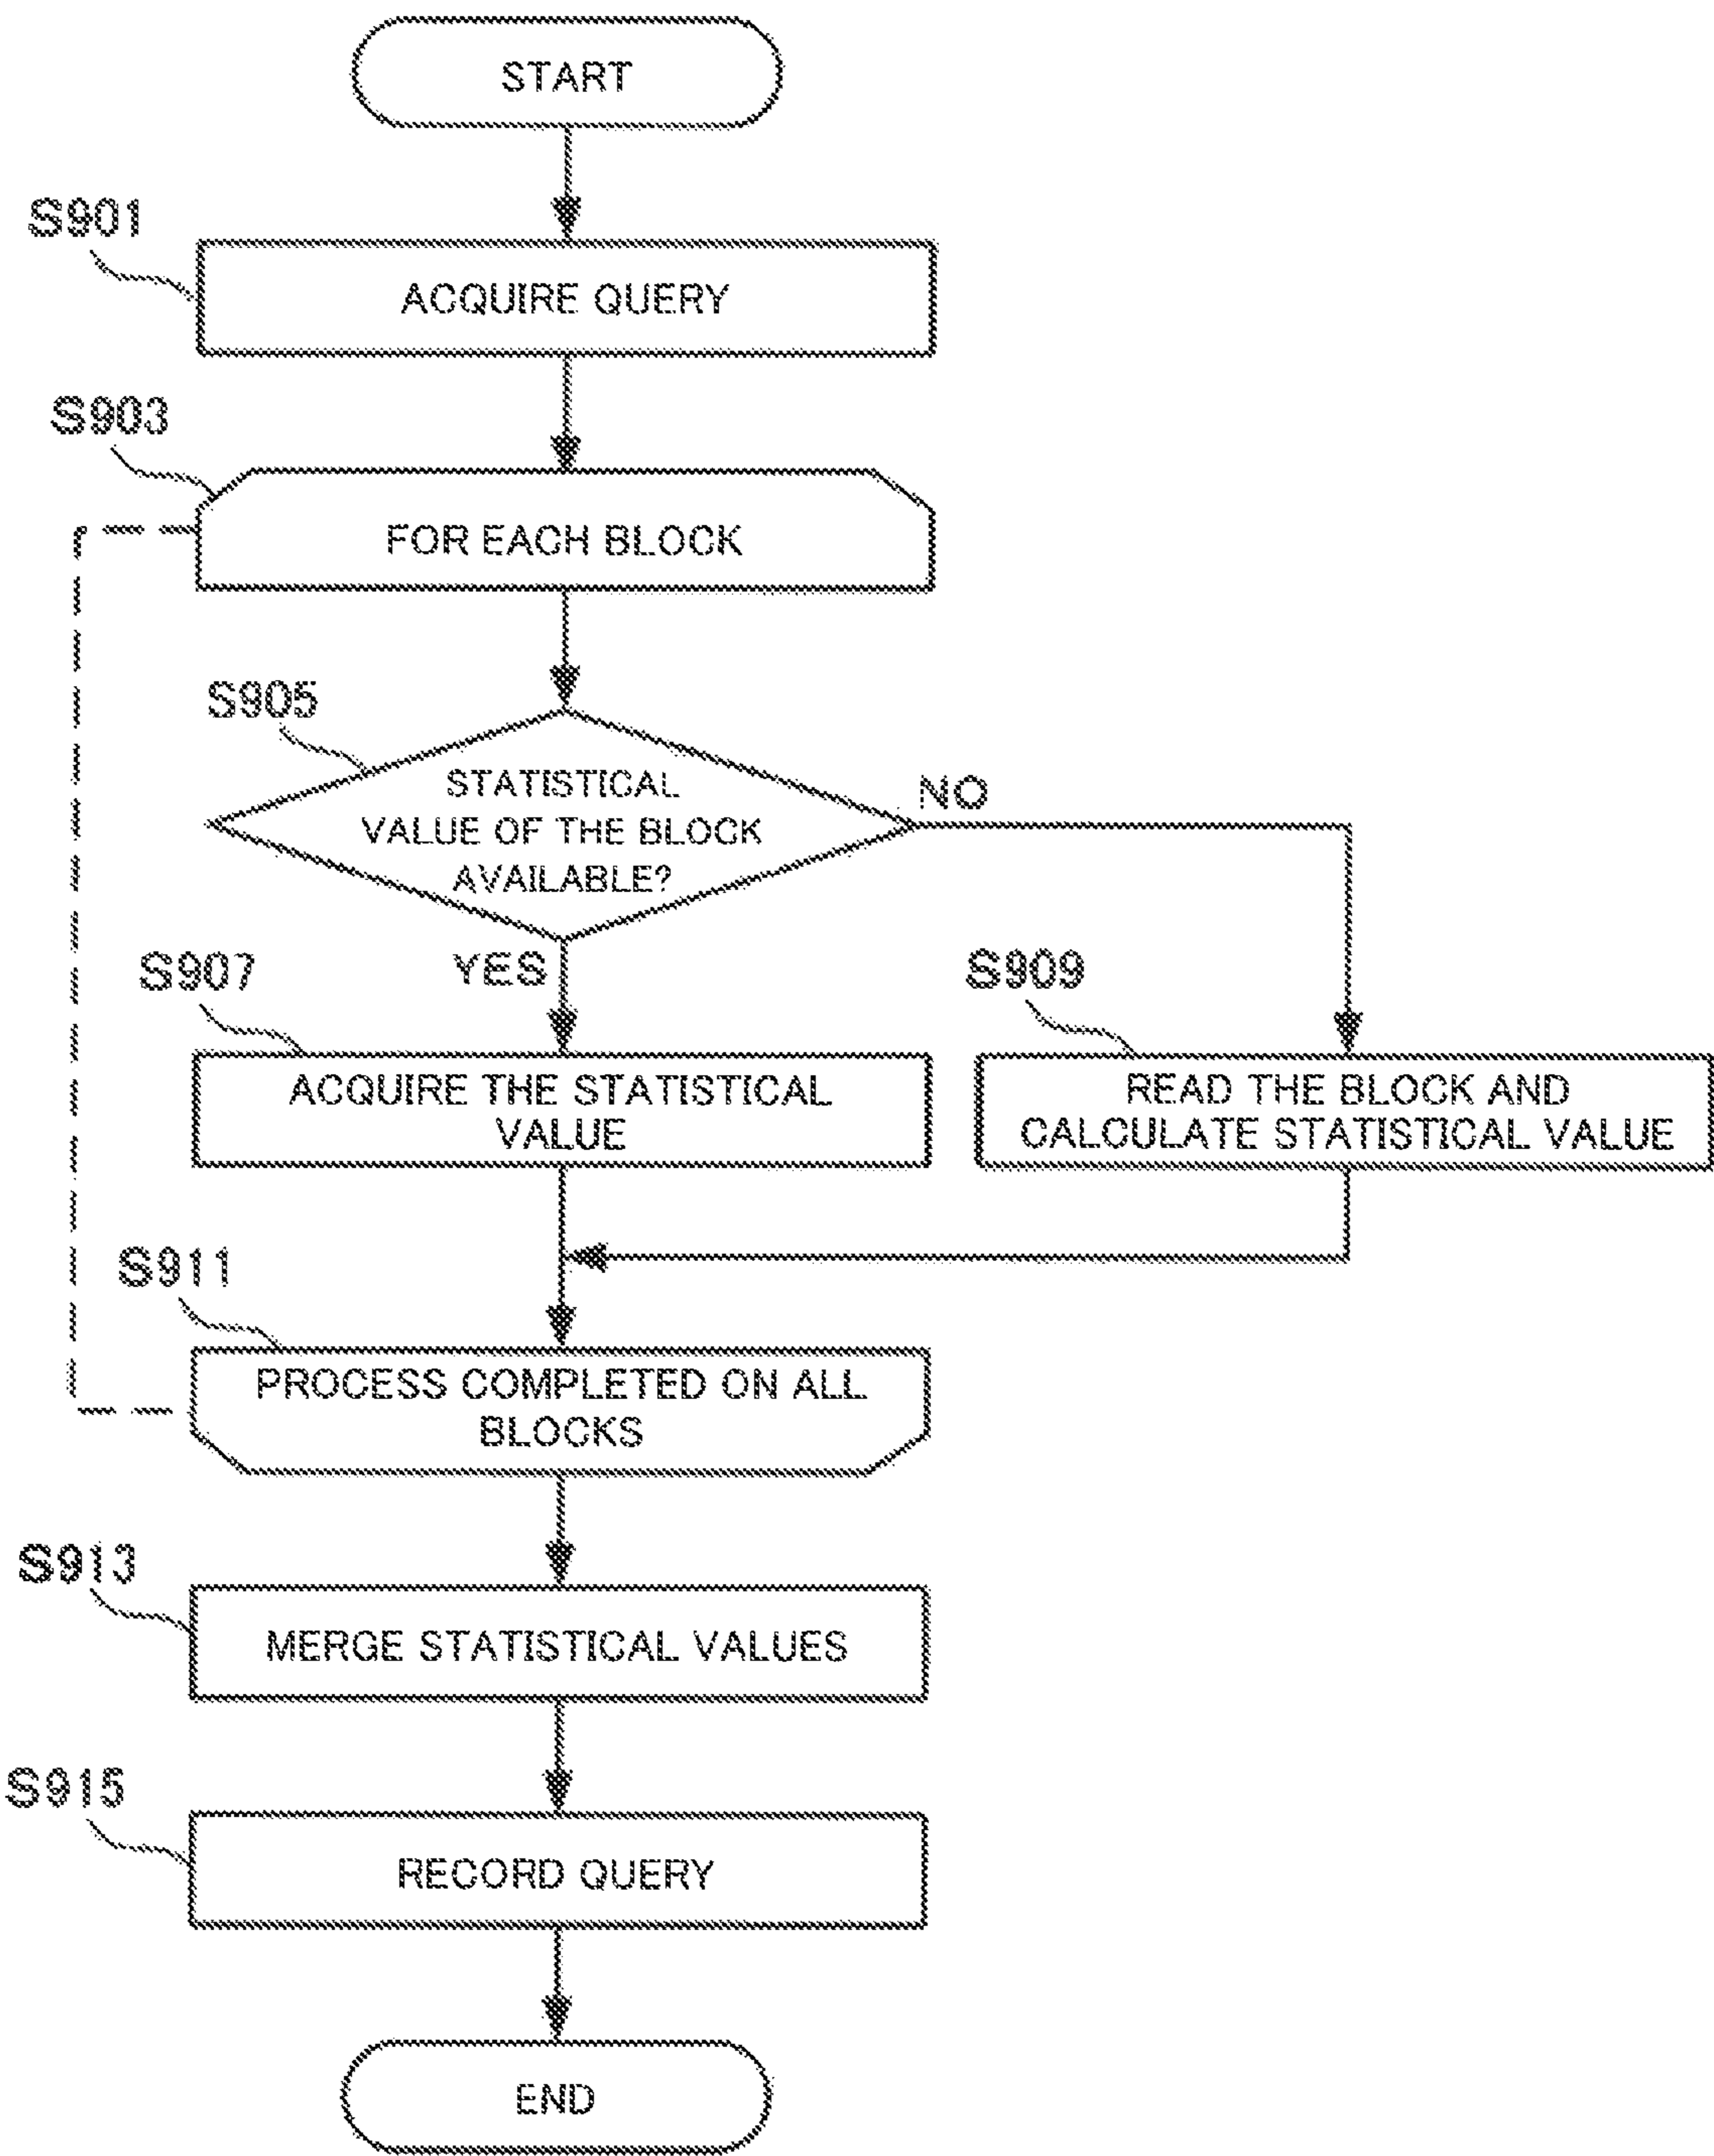 START
S901
ACQUIRE QUERY
S903
FOR EACH BLOCK
S905
STATISTICAL
VALUE OF THE BLOCK
AVAILABLE?
NO
YES
S907
ACQUIRE THE STATISTICAL
VALUE
S909
READ THE BLOCK AND
CALCULATE STATISTICAL VALUE
S911
PROCESS COMPLETED ON ALL
BLOCKS
S913
MERGE STATISTICAL VALUES
S915
RECORD QUERY
END